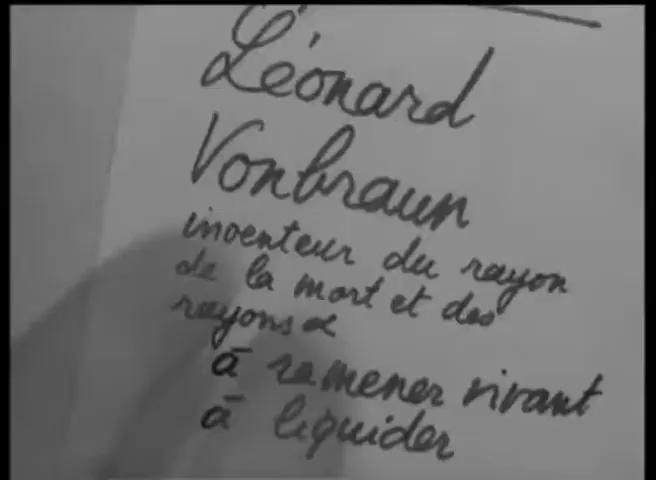 Léonard
Vonbraun
inventeur du rayon
de la mort et des
rayons α
à ramener vivant
à liquider